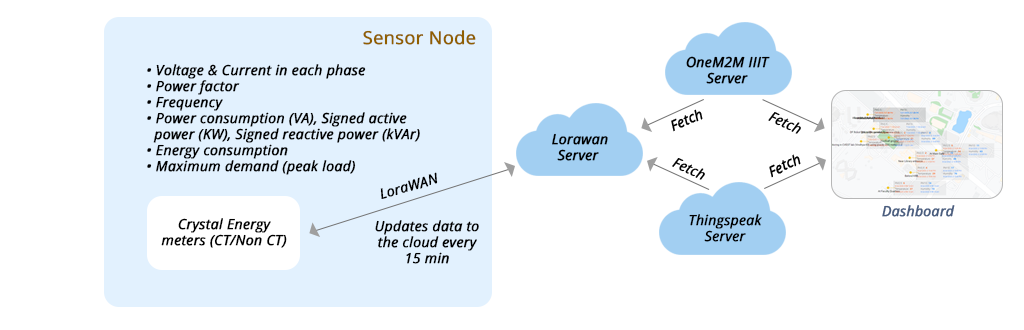 Sensor Node
• Voltage & Current in each phase
• Power factor
• Frequency
• Power consumption (VA), Signed active
power (KW), Signed reactive power (kVAr)
• Energy consumption
• Maximum demand (peak load)
Crystal Energy
meters (CT/Non CT)
LoraWAN
Updates data to
the cloud every
15 min
Lorawan
Server
OneM2M IIIT
Server
Fetch
Fetch
Fetch
Fetch
Thingspeak
Server
Dashboard